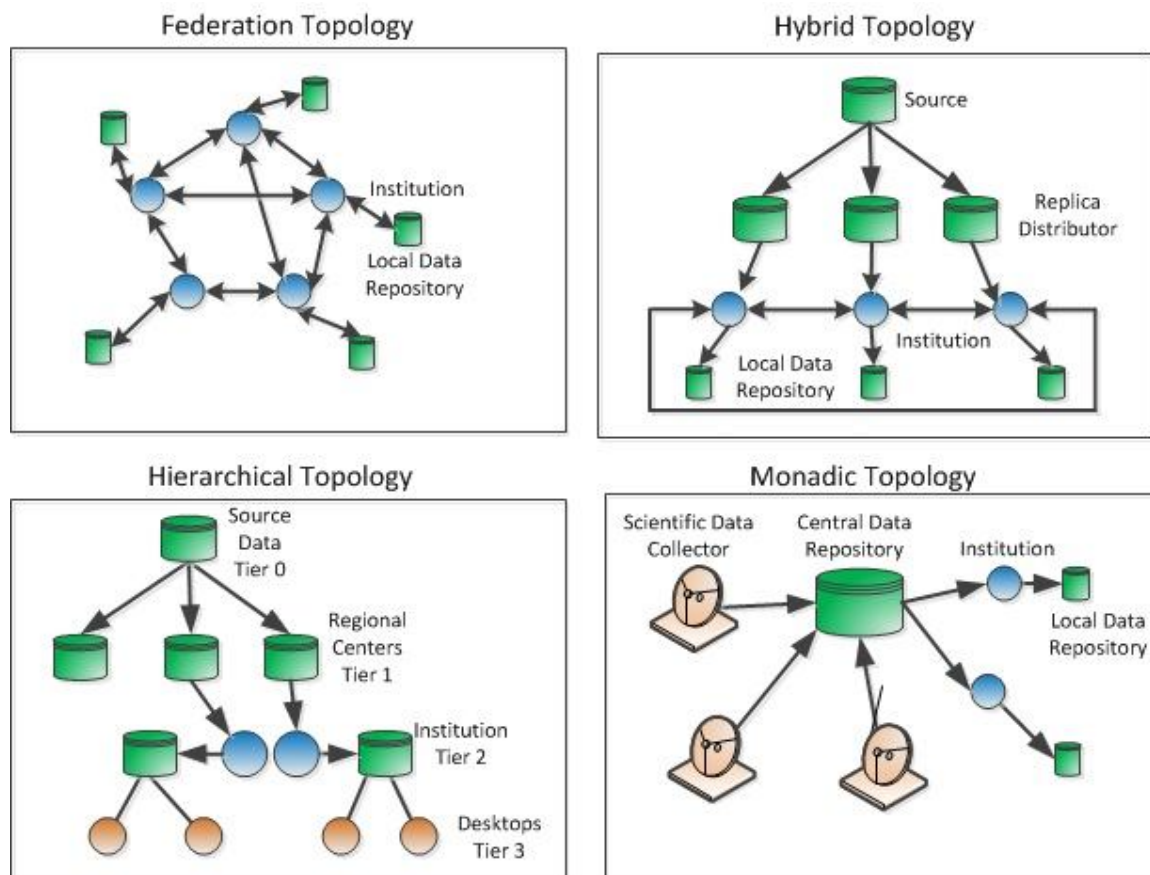 Federation Topology
Institution
Local Data
Repository
Hybrid Topology
Source
Replica
Distributor
Institution
Local Data
Repository
Hierarchical Topology
Source
Data
Tier 0
Regional
Centers
Tier 1
Institution
Tier 2
Desktops
Tier 3
Monadic Topology
Scientific Data
Collector
Central Data
Repository
Institution
Local Data
Repository